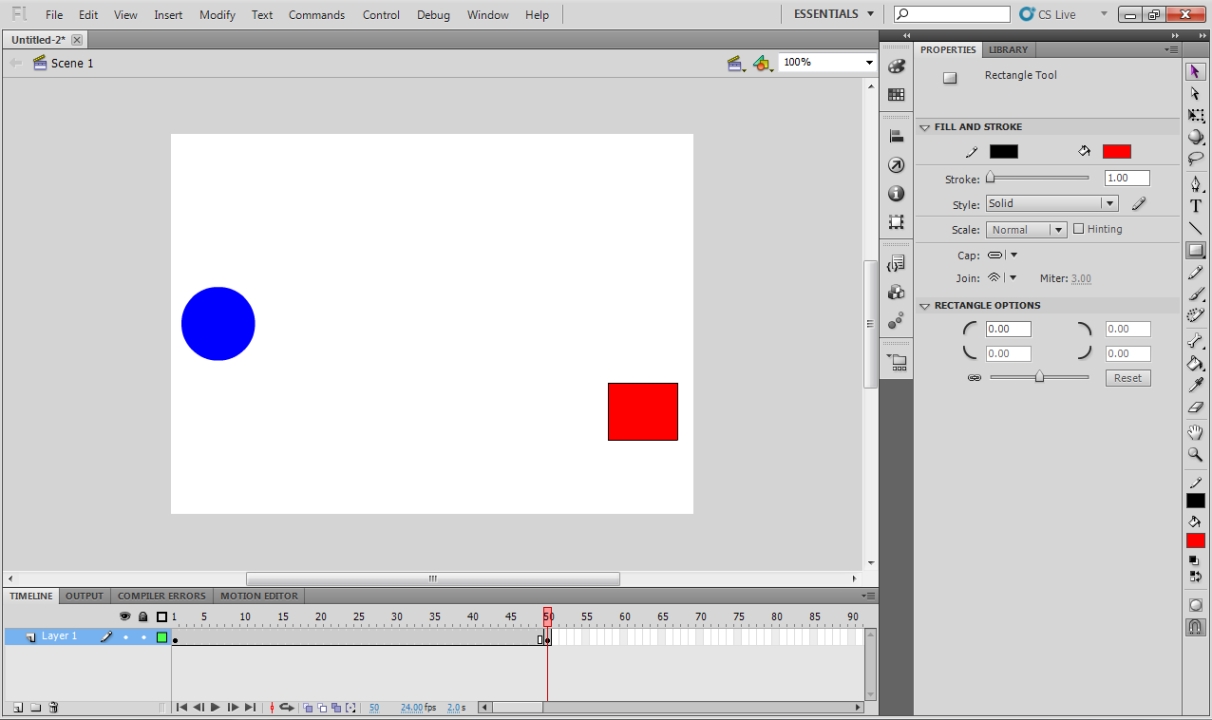 Fl File Edit View Insert Modify Text Commands Control Debug Window Help ESSENTIALS CS Live
Untitled-2*
Scene 1 100%
PROPERTIES LIBRARY
Rectangle Tool
FILL AND STROKE
Stroke: 1.00
Style: Solid
Scale: Normal Hinting
Cap:
Join: Miter: 3.00
RECTANGLE OPTIONS
0.00 0.00
0.00 0.00
Reset
TIMELINE OUTPUT COMPILER ERRORS MOTION EDITOR
1 5 10 15 20 25 30 35 40 45 50 55 60 65 70 75 80 85 90
Layer 1
50 24.00 fps 2.0 s